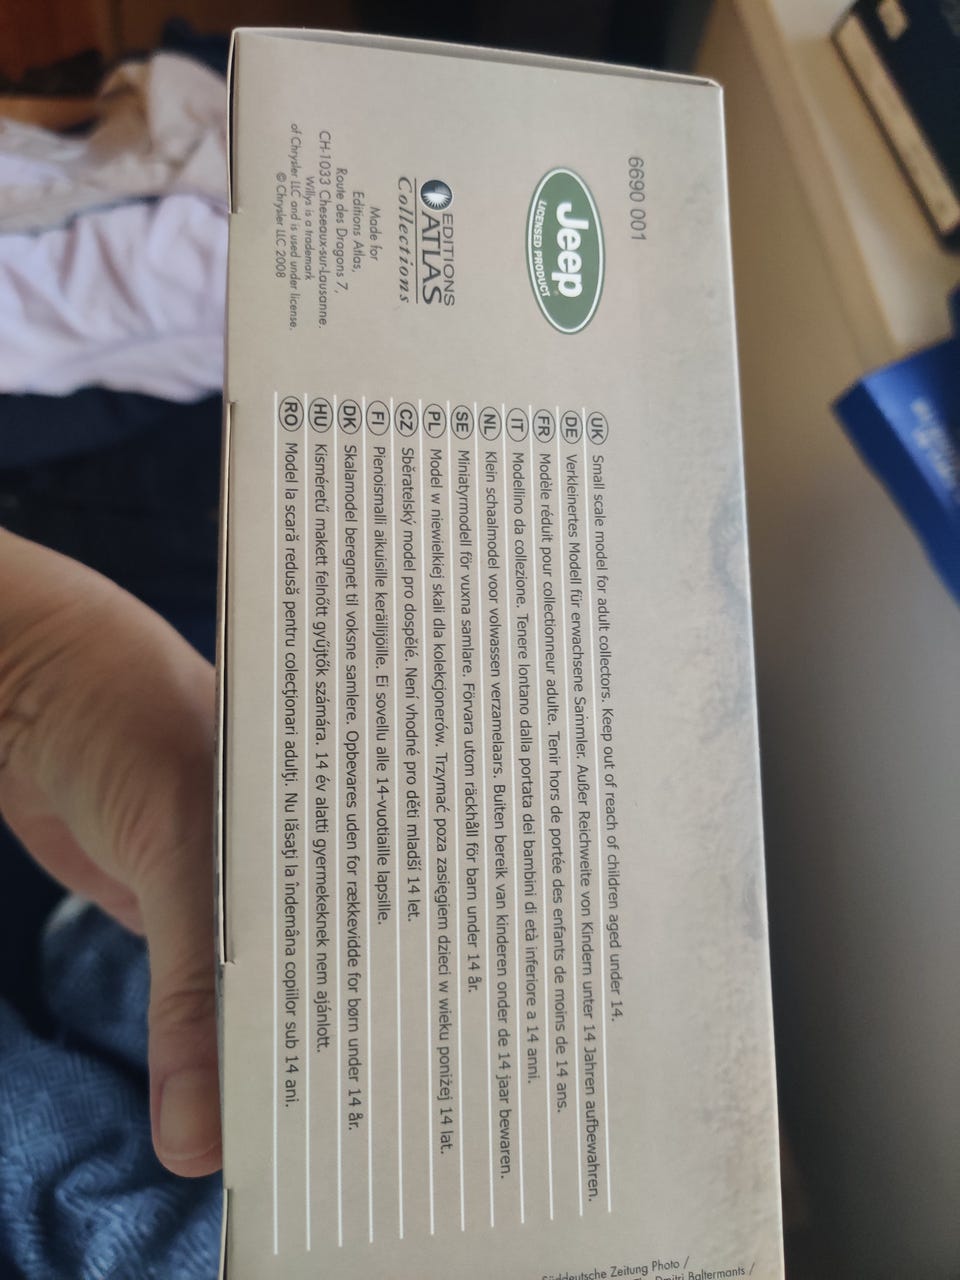 6690 001
Jeep
LICENSED PRODUCT
EDITIONS
ATLAS
Collections
Made for
Editions Atlas,
Route des Dragons 7,
CH-1033 Cheseaux-sur-Lausanne.
Willys is a trademark
of Chrysler LLC and is used under license.
© Chrysler LLC 2008
UK Small scale model for adult collectors. Keep out of reach of children aged under 14.
DE Verkleinertes Modell für erwachsene Sammler. Außer Reichweite von Kindern unter 14 Jahren aufbewahren.
FR Modèle réduit pour collectionneur adulte. Tenir hors de portée des enfants de moins de 14 ans.
IT Modellino da collezione. Tenere lontano dalla portata dei bambini di età inferiore a 14 anni.
NL Klein schaalmodel voor volwassen verzamelaars. Buiten bereik van kinderen onder de 14 jaar bewaren.
SE Miniatyrmodell för vuxna samlare. Förvara utom räckhåll för barn under 14 år.
PL Model w niewielkiej skali dla kolekcjonerów. Trzymać poza zasięgiem dzieci w wieku poniżej 14 lat.
CZ Sběratelský model pro dospělé. Není vhodné pro děti mladší 14 let.
FI Pienoismalli aikuisille keräilijöille. Ei sovellu alle 14-vuotiaille lapsille.
DK Skalamodel beregnet til voksne samlere. Opbevares uden for rækkevidde for børn under 14 år.
HU Kisméretű makett felnőtt gyűjtők számára. 14 év alatti gyermekeknek nem ajánlott.
RO Model la scară redusă pentru colecţionari adulţi. Nu lăsaţi la îndemâna copiilor sub 14 ani.
Zeitung Photo /
Baltermants /